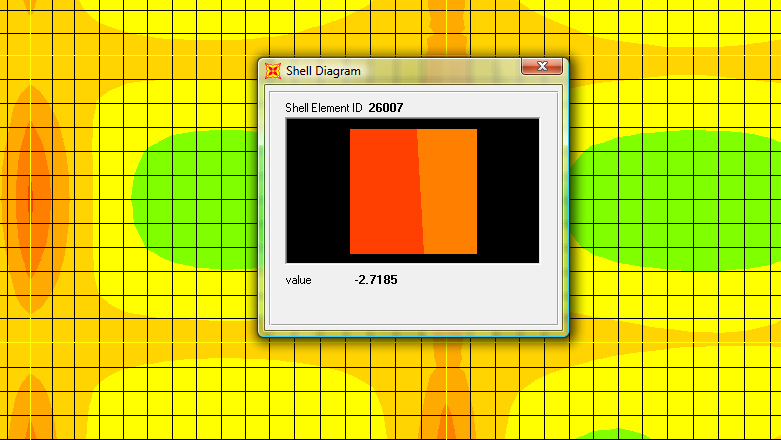 Shell Diagram
Shell Element ID 26007
value -2.7185